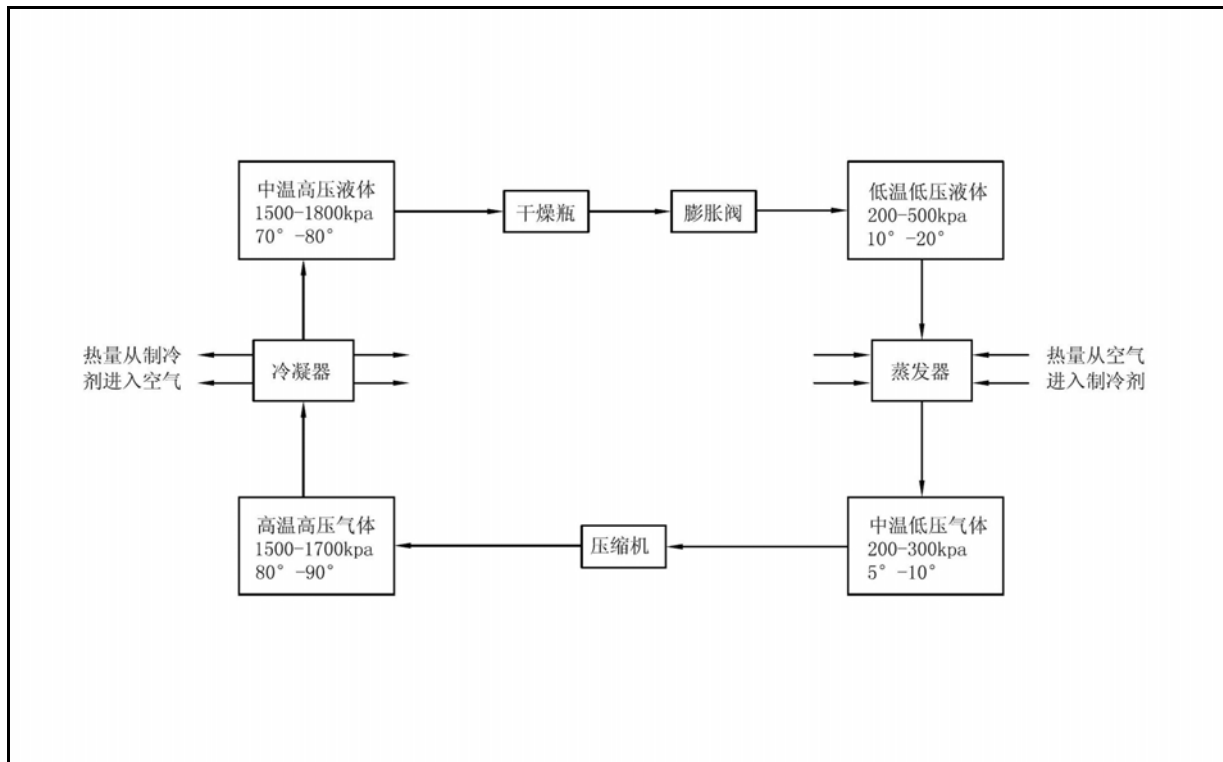 中温高压液体
1500-1800kpa
70° -80°
干燥瓶
膨胀阀
低温低压液体
200-500kpa
10° -20°
热量从制冷
剂进入空气
冷凝器
蒸发器
热量从空气
进入制冷剂
高温高压气体
1500-1700kpa
80° -90°
压缩机
中温低压气体
200-300kpa
5° -10°